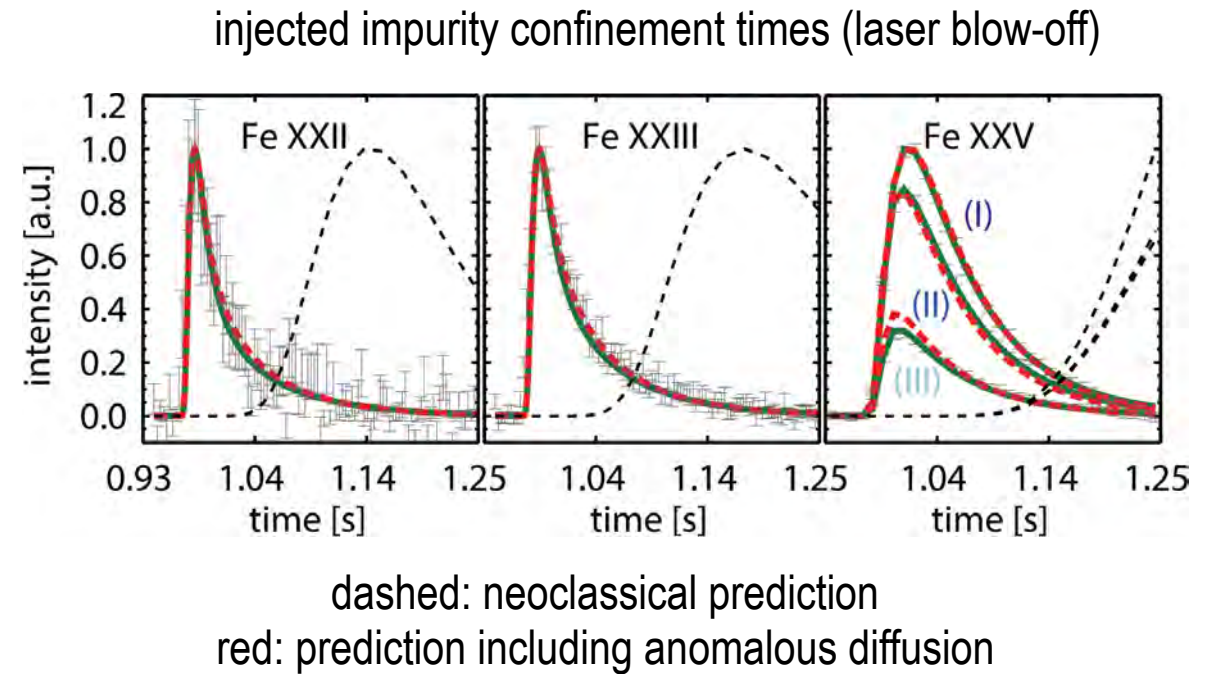 injected impurity confinement times (laser blow-off)
1.2
1.0
0.8
0.6
0.4
0.2
0.0
intensity [a.u.]
Fe XXII
Fe XXIII
Fe XXV
(I)
(II)
(III)
0.93 1.04 1.14 1.25 1.04 1.14 1.25 1.04 1.14 1.25
time [s] time [s] time [s]
dashed: neoclassical prediction
red: prediction including anomalous diffusion